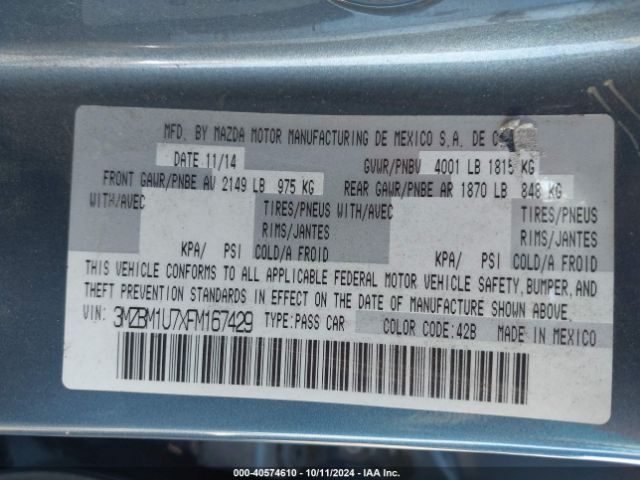 MFD. BY MAZDA MOTOR MANUFACTURING DE MEXICO S.A. DE
DATE 11/14 GVWR/PNBV 4001 LB 1815 KG
FRONT GAWR/PNBE AV 2149 LB 975 KG REAR GAWR/PNBE AR 1870 LB 848 KG
WITH/AVEC TIRES/PNEUS WITH/AVEC TIRES/PNEUS
RIMS/JANTES RIMS/JANTES
KPA/ PSI COLD/A FROID KPA/ PSI COLD/A FROID
THIS VEHICLE CONFORMS TO ALL APPLICABLE FEDERAL MOTOR VEHICLE SAFETY, BUMPER, AND
THEFT PREVENTION STANDARDS IN EFFECT ON THE DATE OF MANUFACTURE SHOWN ABOVE.
VIN: 3MZBM1U7XFM167429 TYPE:PASS CAR COLOR CODE:42B MADE IN MEXICO
000-40574610 - 10/11/2024 - IAA Inc.